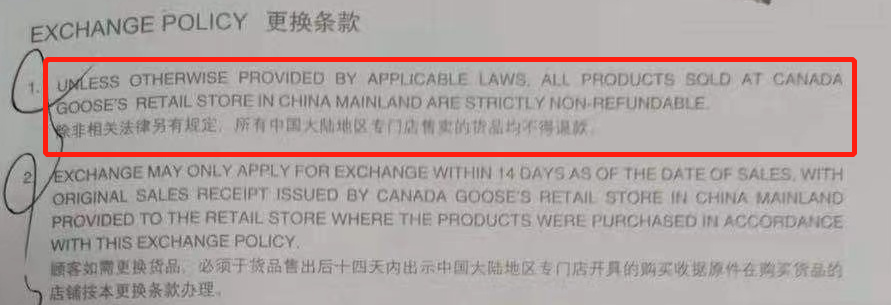 EXCHANGE POLICY 更换条款
1. UNLESS OTHERWISE PROVIDED BY APPLICABLE LAWS, ALL PRODUCTS SOLD AT CANADA
GOOSE'S RETAIL STORE IN CHINA MAINLAND ARE STRICTLY NON-REFUNDABLE.
除非相关法律另有规定，所有中国大陆地区专门店售卖的货品均不得退款。
2. EXCHANGE MAY ONLY APPLY FOR EXCHANGE WITHIN 14 DAYS AS OF THE DATE OF SALES, WITH
ORIGINAL SALES RECEIPT ISSUED BY CANADA GOOSE'S RETAIL STORE IN CHINA MAINLAND
PROVIDED TO THE RETAIL STORE WHERE THE PRODUCTS WERE PURCHASED IN ACCORDANCE
WITH THIS EXCHANGE POLICY.
顾客如需更换货品，必须于货品售出后十四天内出示中国大陆地区专门店开具的购买收据原件在购买货品的
店铺按本更换条款办理。